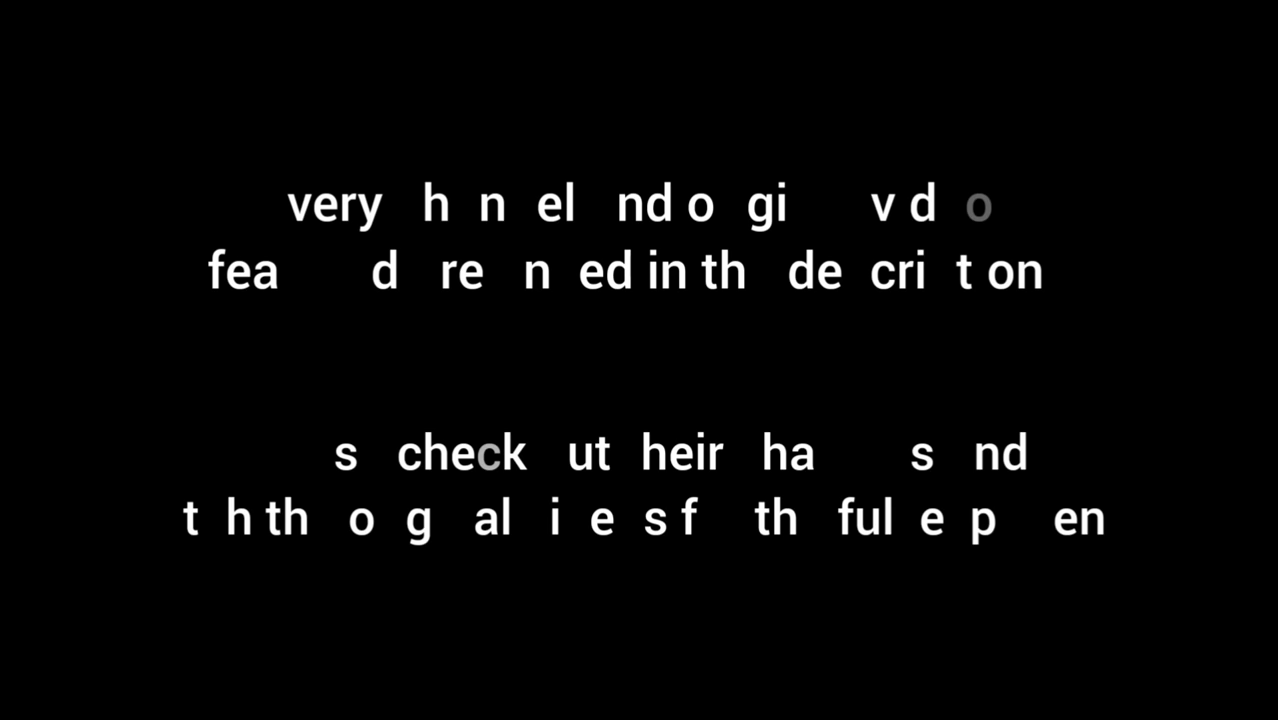 very h n el nd o gi v d o
fea d re n ed in th de cri t on
s check ut heir ha s nd
t h th o g al i e s f th ful e p en